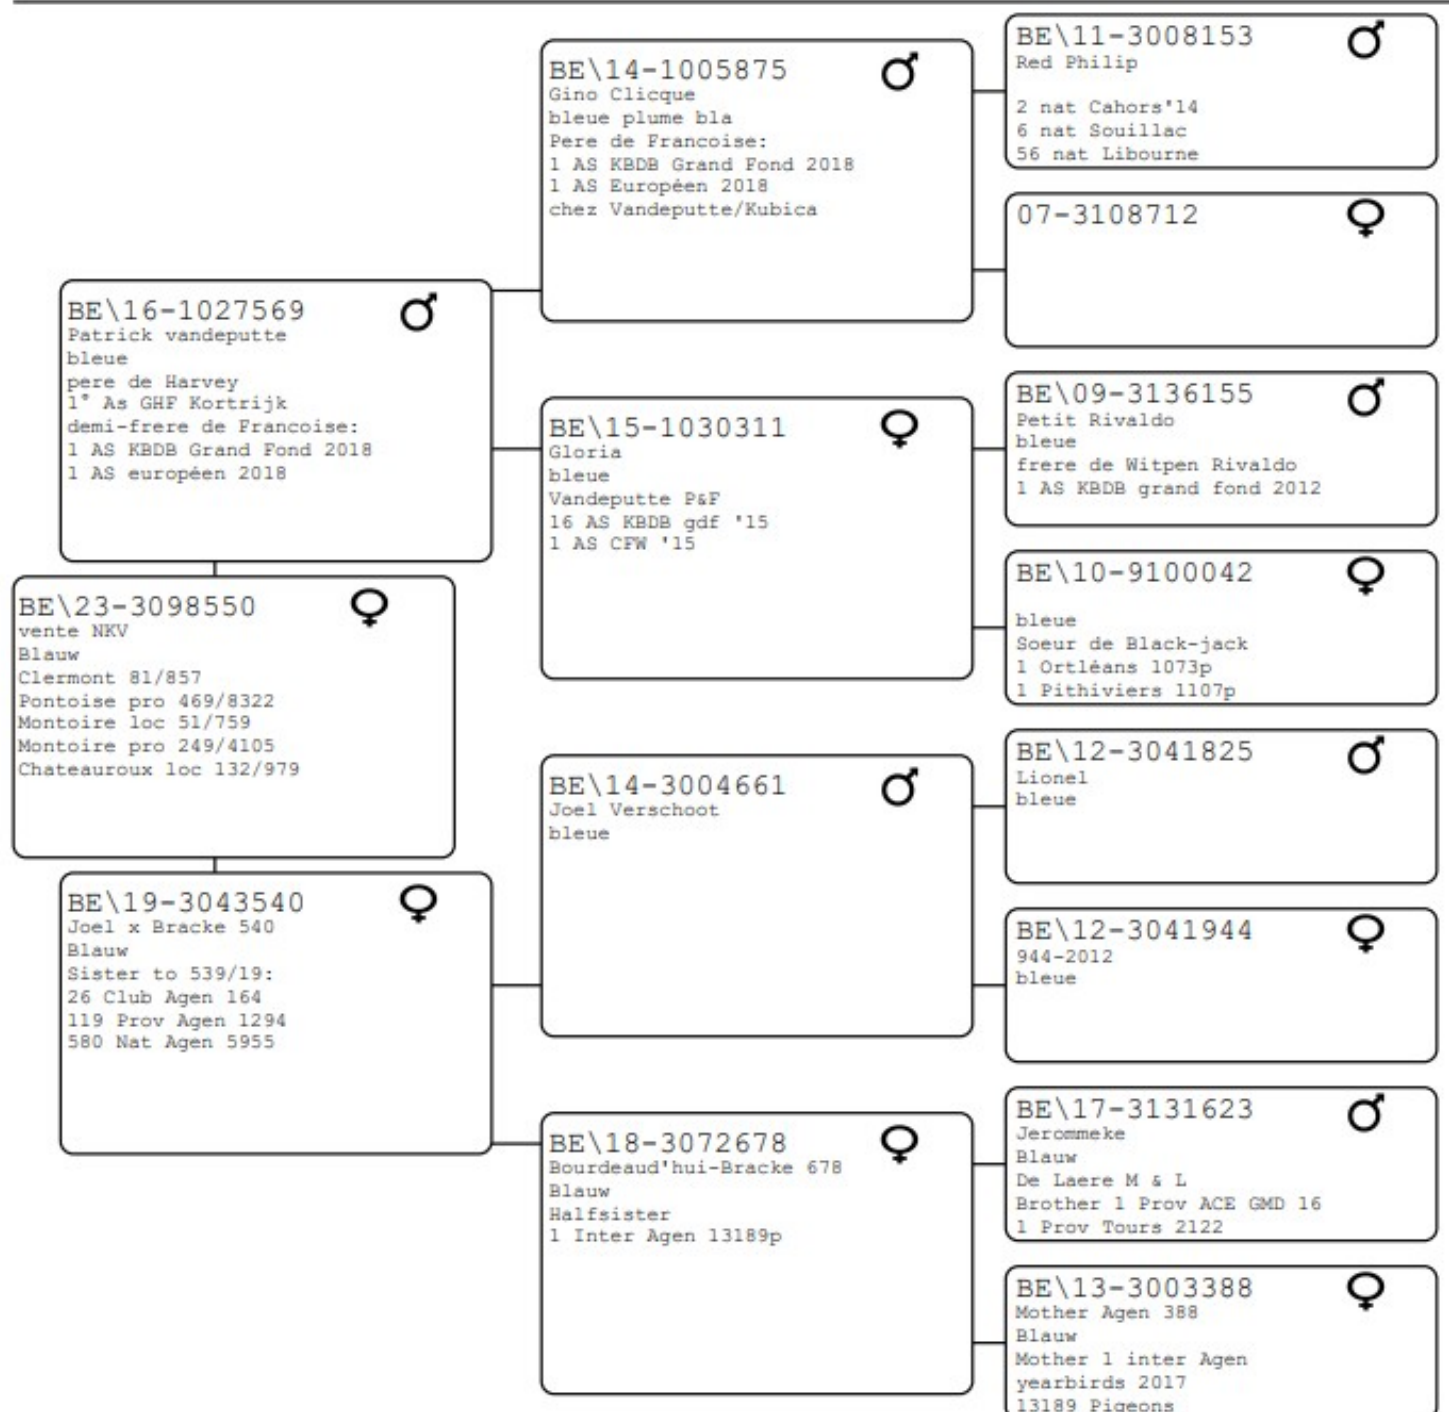 BE\16-1027569
Patrick vandeputte
bleue
pere de Harvey
1° As GHF Kortrijk
demi-frere de Francoise:
1 AS KBDB Grand Fond 2018
1 AS européen 2018
BE\23-3098550
vente NKV
Blauw
Clermont 81/857
Pontoise pro 469/8322
Montoire loc 51/759
Montoire pro 249/4105
Chateauroux loc 132/979
BE\19-3043540
Joel x Bracke 540
Blauw
Sister to 539/19:
26 Club Agen 164
119 Prov Agen 1294
580 Nat Agen 5955
BE\14-1005875
Gino Clicque
bleue plume bla
Pere de Francoise:
1 AS KBDB Grand Fond 2018
1 AS Européen 2018
chez Vandeputte/Kubica
BE\15-1030311
Gloria
bleue
Vandeputte P&F
16 AS KBDB gdf '15
1 AS CFW '15
BE\14-3004661
Joel Verschoot
bleue
BE\18-3072678
Bourdeaud'hui-Bracke 678
Blauw
Halfsister
1 Inter Agen 13189p
BE\11-3008153
Red Philip
2 nat Cahors'14
6 nat Souillac
56 nat Libourne
07-3108712
BE\09-3136155
Petit Rivaldo
bleue
frere de Witpen Rivaldo
1 AS KBDB grand fond 2012
BE\10-9100042
bleue
Soeur de Black-jack
1 Ortléans 1073p
1 Pithiviers 1107p
BE\12-3041825
Lionel
bleue
BE\12-3041944
944-2012
bleue
BE\17-3131623
Jerommeke
Blauw
De Laere M & L
Brother 1 Prov ACE GMD 16
1 Prov Tours 2122
BE\13-3003388
Mother Agen 388
Blauw
Mother 1 inter Agen
yearbirds 2017
13189 Pigeons